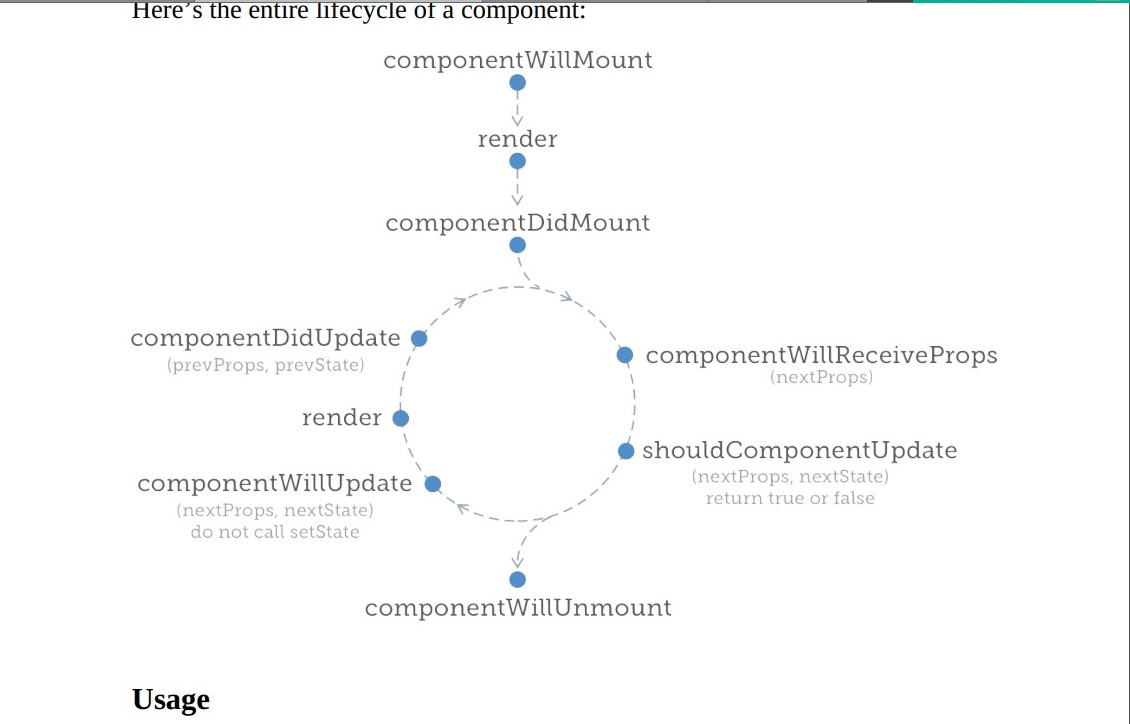 Here’s the entire lifecycle of a component:
componentWillMount
render
componentDidMount
componentDidUpdate
(prevProps, prevState)
componentWillReceiveProps
(nextProps)
render
shouldComponentUpdate
(nextProps, nextState)
return true or false
componentWillUpdate
(nextProps, nextState)
do not call setState
componentWillUnmount
Usage